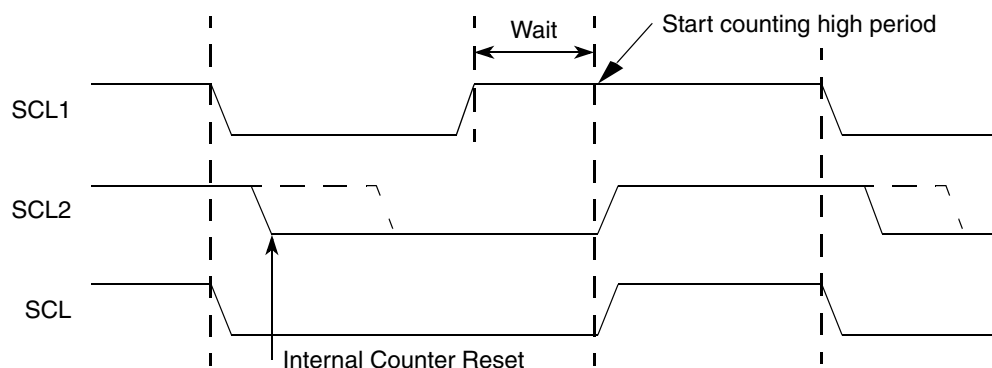 Start counting high period
Wait
SCL1
SCL2
SCL
Internal Counter Reset